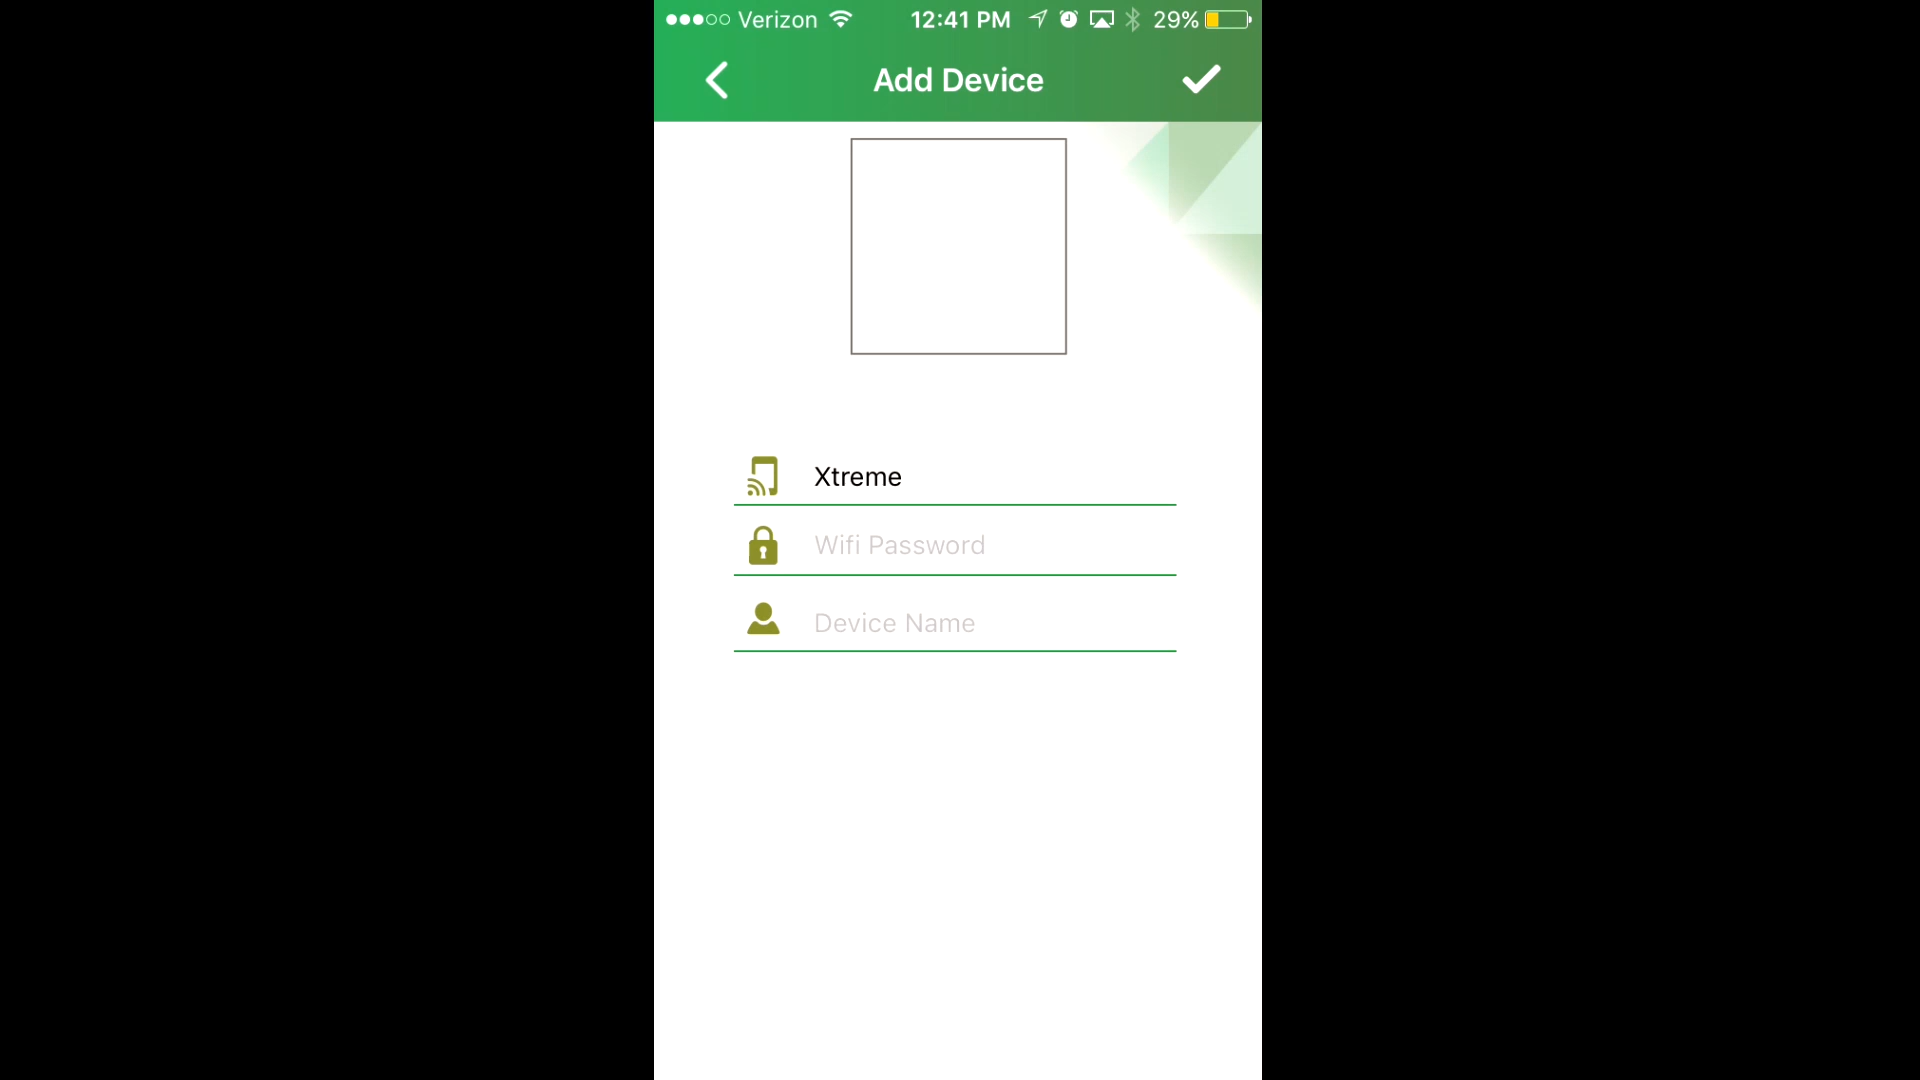 Verizon 12:41 PM 29%
Add Device
Xtreme
Wifi Password
Device Name